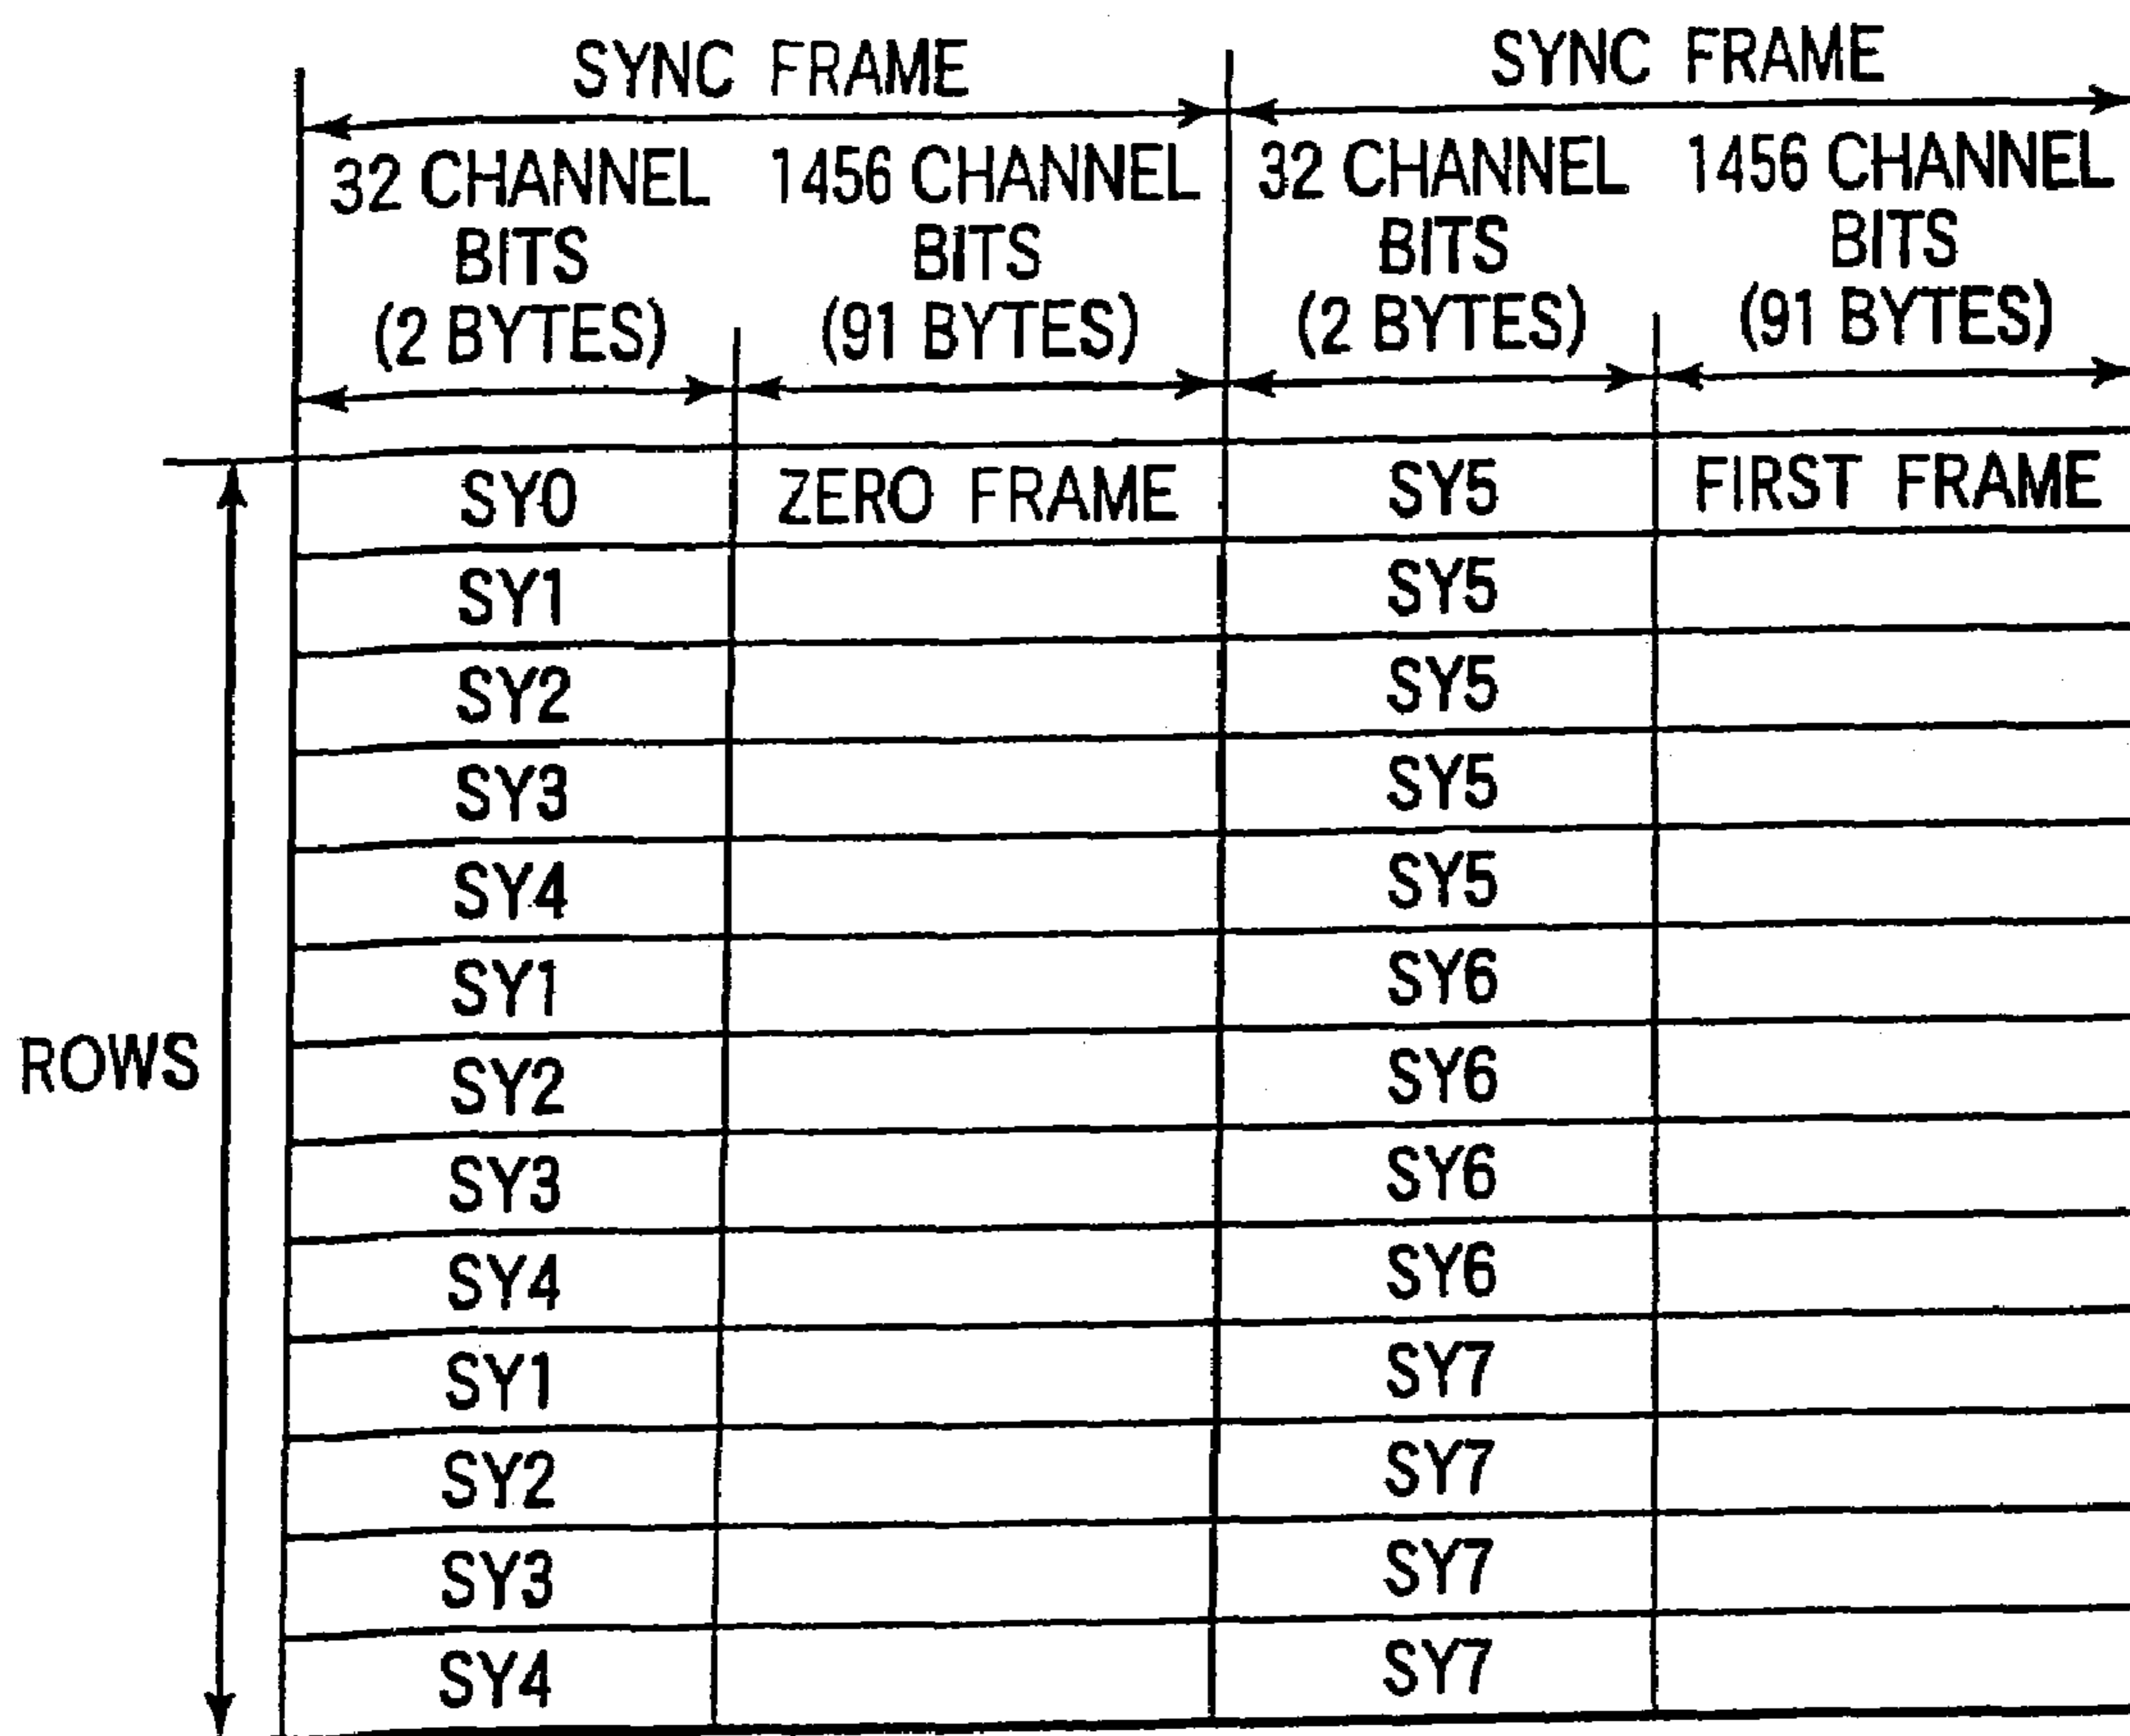 SYNC FRAME SYNC FRAME
32 CHANNEL BITS (2 BYTES) 1456 CHANNEL BITS (91 BYTES) 32 CHANNEL BITS (2 BYTES) 1456 CHANNEL BITS (91 BYTES)
SY0 ZERO FRAME SY5 FIRST FRAME
SY1 SY5
SY2 SY5
SY3 SY5
SY4 SY5
SY1 SY6
ROWS
SY2 SY6
SY3 SY6
SY4 SY6
SY1 SY7
SY2 SY7
SY3 SY7
SY4 SY7